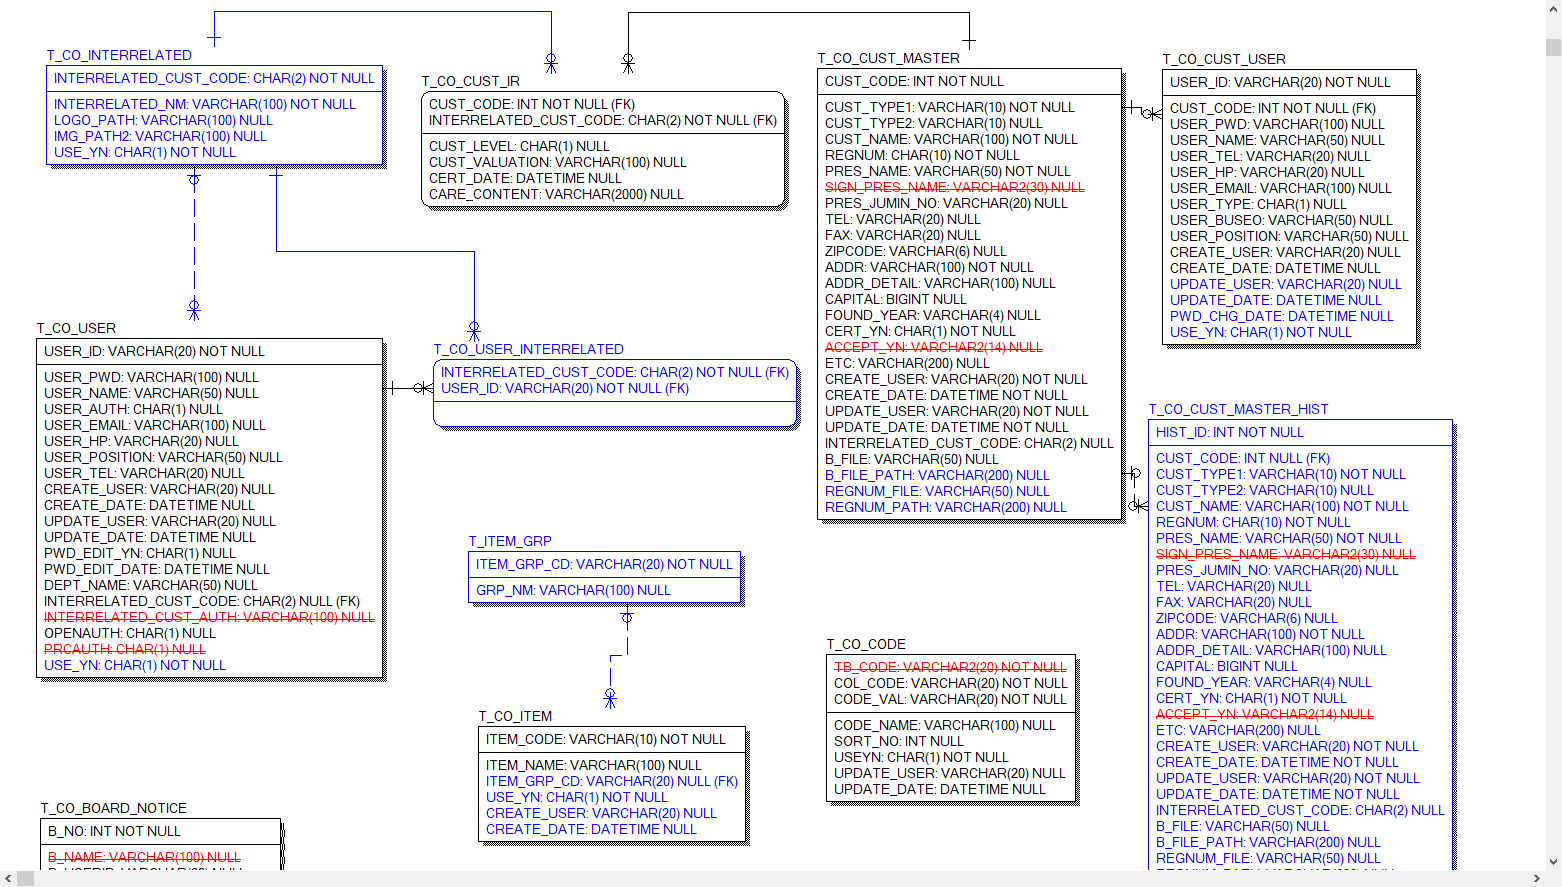 T_CO_INTERRELATED
INTERRELATED_CUST_CODE: CHAR(2) NOT NULL
INTERRELATED_NM: VARCHAR(100) NOT NULL
LOGO_PATH: VARCHAR(100) NULL
IMG_PATH2: VARCHAR(100) NULL
USE_YN: CHAR(1) NOT NULL
T_CO_CUST_IR
CUST_CODE: INT NOT NULL (FK)
INTERRELATED_CUST_CODE: CHAR(2) NOT NULL (FK)
CUST_LEVEL: CHAR(1) NULL
CUST_VALUATION: VARCHAR(100) NULL
CERT_DATE: DATETIME NULL
CARE_CONTENT: VARCHAR(2000) NULL
T_CO_CUST_MASTER
CUST_CODE: INT NOT NULL
CUST_TYPE1: VARCHAR(10) NOT NULL
CUST_TYPE2: VARCHAR(10) NULL
CUST_NAME: VARCHAR(100) NOT NULL
REGNUM: CHAR(10) NOT NULL
PRES_NAME: VARCHAR(50) NOT NULL
SIGN_PRES_NAME: VARCHAR2(30) NULL
PRES_JUMIN_NO: VARCHAR(20) NULL
TEL: VARCHAR(20) NULL
FAX: VARCHAR(20) NULL
ZIPCODE: VARCHAR(6) NULL
ADDR: VARCHAR(100) NOT NULL
ADDR_DETAIL: VARCHAR(100) NULL
CAPITAL: BIGINT NULL
FOUND_YEAR: VARCHAR(4) NULL
CERT_YN: CHAR(1) NOT NULL
ACCEPT_YN: VARCHAR2(14) NULL
ETC: VARCHAR(200) NULL
CREATE_USER: VARCHAR(20) NOT NULL
CREATE_DATE: DATETIME NOT NULL
UPDATE_USER: VARCHAR(20) NOT NULL
UPDATE_DATE: DATETIME NOT NULL
INTERRELATED_CUST_CODE: CHAR(2) NULL
B_FILE: VARCHAR(50) NULL
B_FILE_PATH: VARCHAR(200) NULL
REGNUM_FILE: VARCHAR(50) NULL
REGNUM_PATH: VARCHAR(200) NULL
T_CO_CUST_USER
USER_ID: VARCHAR(20) NOT NULL
CUST_CODE: INT NOT NULL (FK)
USER_PWD: VARCHAR(100) NULL
USER_NAME: VARCHAR(50) NULL
USER_TEL: VARCHAR(20) NULL
USER_HP: VARCHAR(20) NULL
USER_EMAIL: VARCHAR(100) NULL
USER_TYPE: CHAR(1) NULL
USER_BUSEO: VARCHAR(50) NULL
USER_POSITION: VARCHAR(50) NULL
CREATE_USER: VARCHAR(20) NULL
CREATE_DATE: DATETIME NULL
UPDATE_USER: VARCHAR(20) NULL
UPDATE_DATE: DATETIME NULL
PWD_CHG_DATE: DATETIME NULL
USE_YN: CHAR(1) NOT NULL
T_CO_USER
USER_ID: VARCHAR(20) NOT NULL
USER_PWD: VARCHAR(100) NULL
USER_NAME: VARCHAR(50) NULL
USER_AUTH: CHAR(1) NULL
USER_EMAIL: VARCHAR(100) NULL
USER_HP: VARCHAR(20) NULL
USER_POSITION: VARCHAR(50) NULL
USER_TEL: VARCHAR(20) NULL
CREATE_USER: VARCHAR(20) NULL
CREATE_DATE: DATETIME NULL
UPDATE_USER: VARCHAR(20) NULL
UPDATE_DATE: DATETIME NULL
PWD_EDIT_YN: CHAR(1) NULL
PWD_EDIT_DATE: DATETIME NULL
DEPT_NAME: VARCHAR(50) NULL
INTERRELATED_CUST_CODE: CHAR(2) NULL (FK)
INTERRELATED_CUST_AUTH: VARCHAR(100) NULL
OPENAUTH: CHAR(1) NULL
PRCAUTH: CHAR(1) NULL
USE_YN: CHAR(1) NOT NULL
T_CO_USER_INTERRELATED
INTERRELATED_CUST_CODE: CHAR(2) NOT NULL (FK)
USER_ID: VARCHAR(20) NOT NULL (FK)
T_CO_CUST_MASTER_HIST
HIST_ID: INT NOT NULL
CUST_CODE: INT NULL (FK)
CUST_TYPE1: VARCHAR(10) NOT NULL
CUST_TYPE2: VARCHAR(10) NULL
CUST_NAME: VARCHAR(100) NOT NULL
REGNUM: CHAR(10) NOT NULL
PRES_NAME: VARCHAR(50) NOT NULL
SIGN_PRES_NAME: VARCHAR2(30) NULL
PRES_JUMIN_NO: VARCHAR(20) NULL
TEL: VARCHAR(20) NULL
FAX: VARCHAR(20) NULL
ZIPCODE: VARCHAR(6) NULL
ADDR: VARCHAR(100) NOT NULL
ADDR_DETAIL: VARCHAR(100) NULL
CAPITAL: BIGINT NULL
FOUND_YEAR: VARCHAR(4) NULL
CERT_YN: CHAR(1) NOT NULL
ACCEPT_YN: VARCHAR2(14) NULL
ETC: VARCHAR(200) NULL
CREATE_USER: VARCHAR(20) NOT NULL
CREATE_DATE: DATETIME NOT NULL
UPDATE_USER: VARCHAR(20) NOT NULL
UPDATE_DATE: DATETIME NOT NULL
INTERRELATED_CUST_CODE: CHAR(2) NULL
B_FILE: VARCHAR(50) NULL
B_FILE_PATH: VARCHAR(200) NULL
REGNUM_FILE: VARCHAR(50) NULL
T_ITEM_GRP
ITEM_GRP_CD: VARCHAR(20) NOT NULL
GRP_NM: VARCHAR(100) NULL
T_CO_ITEM
ITEM_CODE: VARCHAR(10) NOT NULL
ITEM_NAME: VARCHAR(100) NULL
ITEM_GRP_CD: VARCHAR(20) NULL (FK)
USE_YN: CHAR(1) NOT NULL
CREATE_USER: VARCHAR(20) NULL
CREATE_DATE: DATETIME NULL
T_CO_CODE
TB_CODE: VARCHAR2(20) NOT NULL
COL_CODE: VARCHAR(20) NOT NULL
CODE_VAL: VARCHAR(20) NOT NULL
CODE_NAME: VARCHAR(100) NULL
SORT_NO: INT NULL
USEYN: CHAR(1) NOT NULL
UPDATE_USER: VARCHAR(20) NULL
UPDATE_DATE: DATETIME NULL
T_CO_BOARD_NOTICE
B_NO: INT NOT NULL
B_NAME: VARCHAR(100) NULL